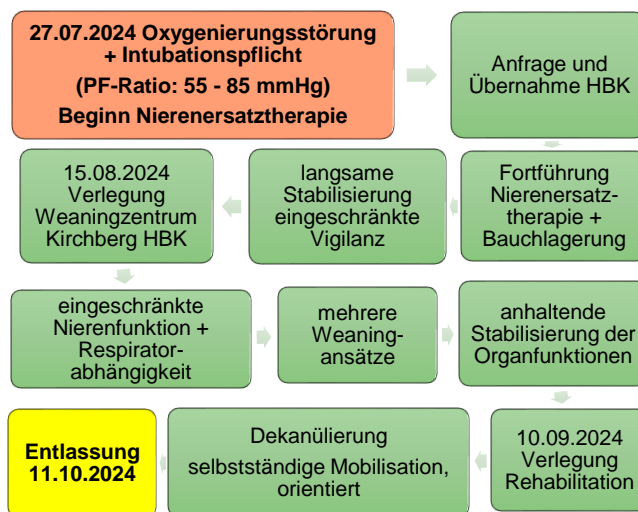 27.07.2024 Oxygenierungsstörung
+ Intubationspflicht
(PF-Ratio: 55 - 85 mmHg)
Beginn Nierenersatztherapie
Anfrage und
Übernahme HBK
Fortführung
Nierenersatz-
therapie +
Bauchlagerung
langsame
Stabilisierung
eingeschränkte
Vigilanz
15.08.2024
Verlegung
Weaningzentrum
Kirchberg HBK
eingeschränkte
Nierenfunktion +
Respirator-
abhängigkeit
mehrere
Weaning-
ansätze
anhaltende
Stabilisierung der
Organfunktionen
10.09.2024
Verlegung
Rehabilitation
Dekanülierung
selbstständige Mobilisation,
orientiert
Entlassung
11.10.2024